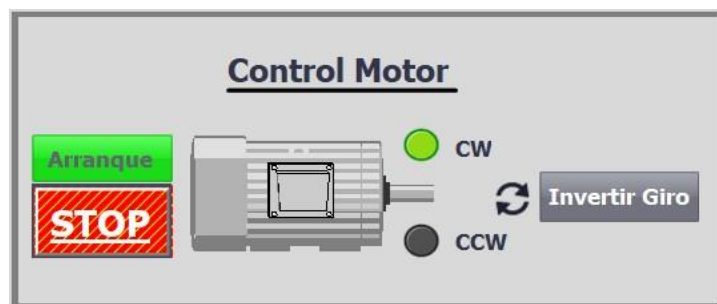 Control Motor
Arranque
CW
Invertir Giro
STOP
CCW